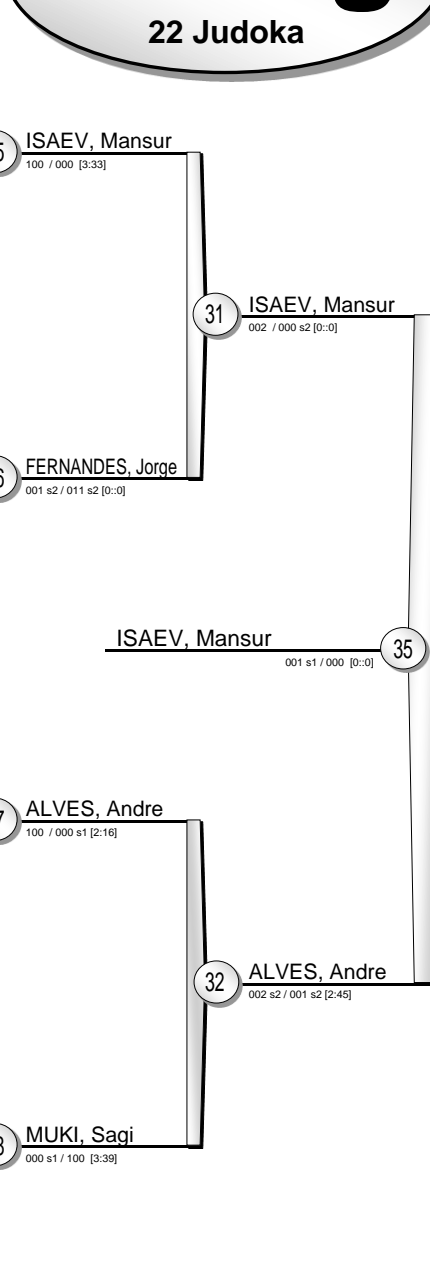 22 Judoka
ISAEV, Mansur
100 / 000 [3:33]
31
ISAEV, Mansur
002 / 000 s2 [0::0]
FERNANDES, Jorge
001 s2 / 011 s2 [0::0]
ISAEV, Mansur
001 s1 / 000 [0::0]
35
ALVES, Andre
100 / 000 s1 [2:16]
32
ALVES, Andre
002 s2 / 001 s2 [2:45]
MUKI, Sagi
000 s1 / 100 [3:39]